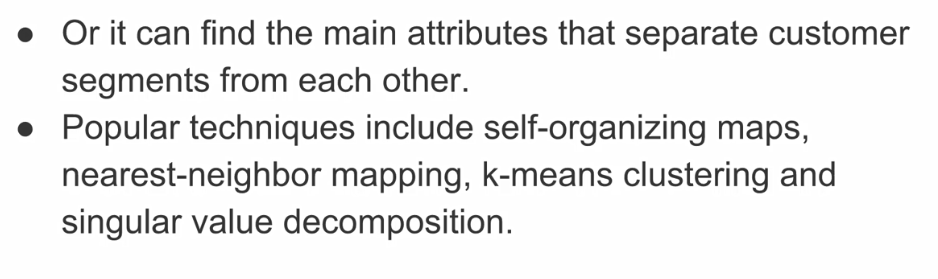 ● Or it can find the main attributes that separate customer
segments from each other.
● Popular techniques include self-organizing maps,
nearest-neighbor mapping, k-means clustering and
singular value decomposition.